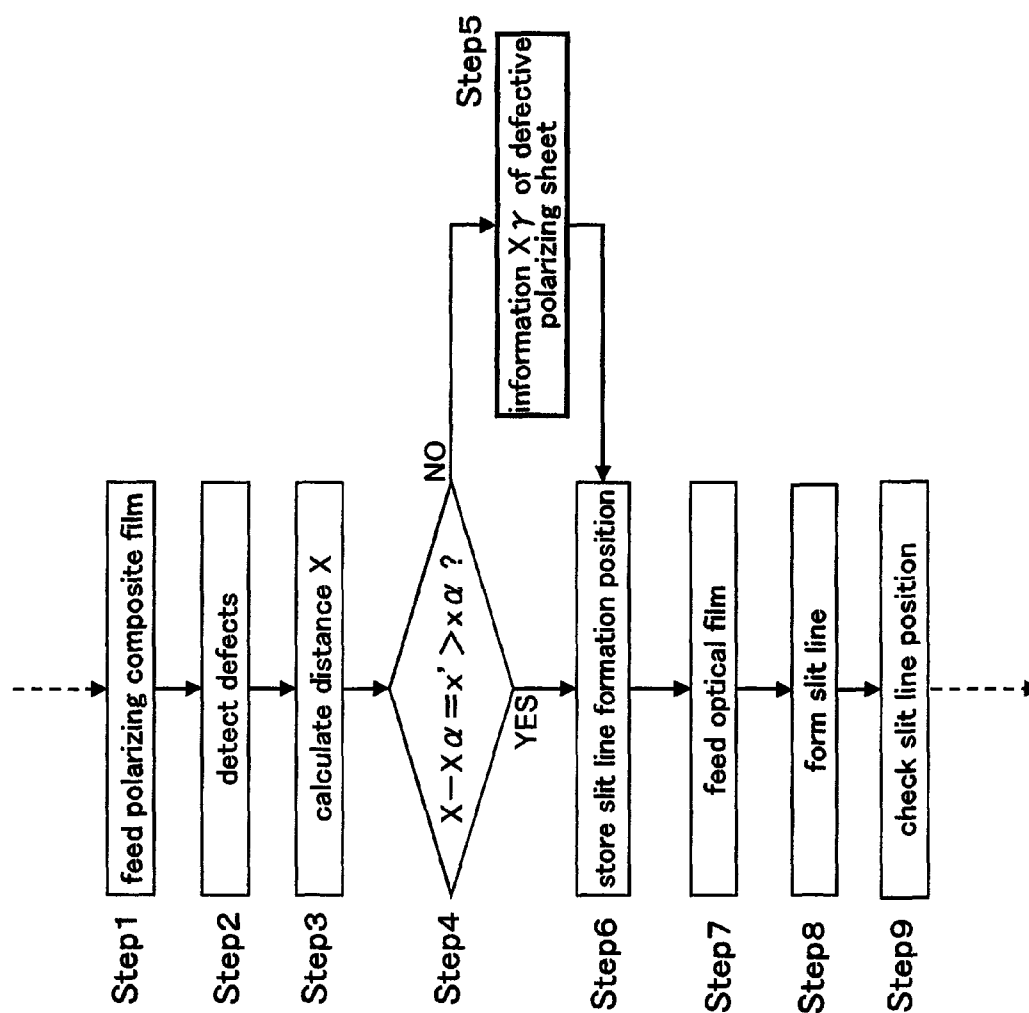 Step1
feed polarizing composite film
Step2
detect defects
Step3
calculate distance X
Step4
X－Xα＝x'＞xα？
NO
YES
Step5
information Xγ of defective
polarizing sheet
Step6
store slit line formation position
Step7
feed optical film
Step8
form slit line
Step9
check slit line position